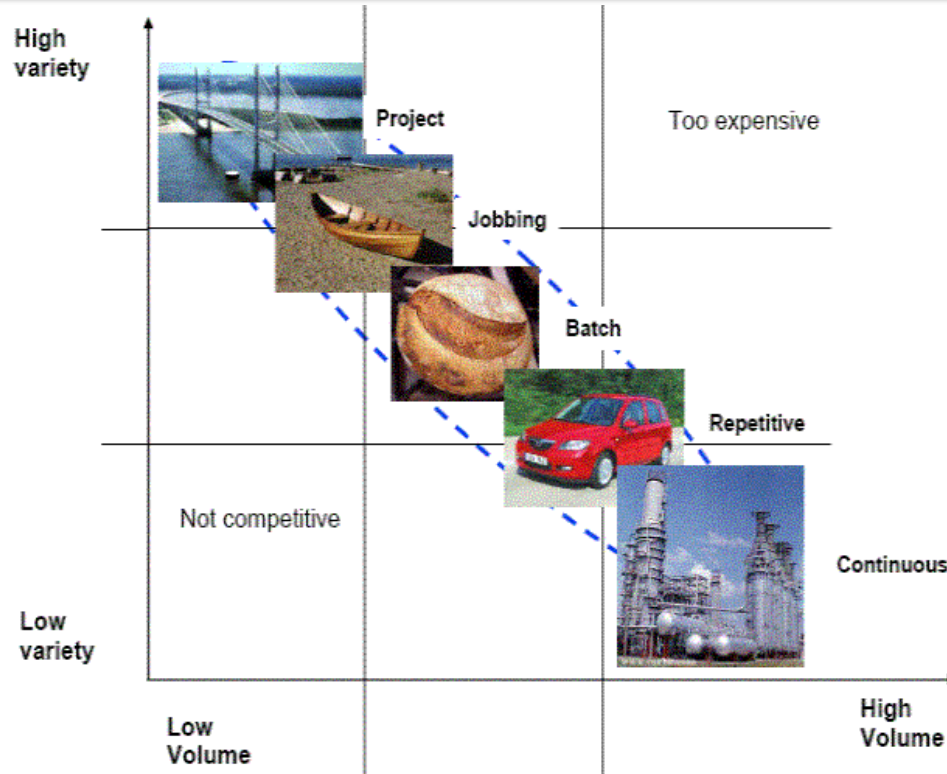 High
variety
Project
Too expensive
Jobbing
Batch
Repetitive
Not competitive
Continuous
Low
variety
Low
Volume
High
Volume